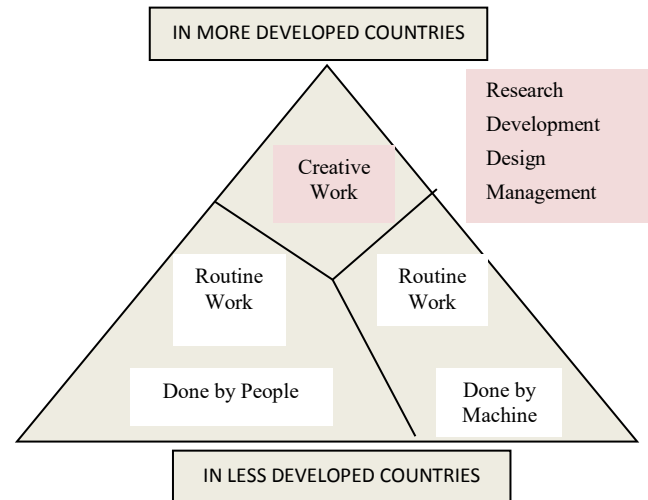 IN MORE DEVELOPED COUNTRIES
Research
Development
Design
Management
Creative
Work
Routine
Work
Routine
Work
Done by People
Done by
Machine
IN LESS DEVELOPED COUNTRIES